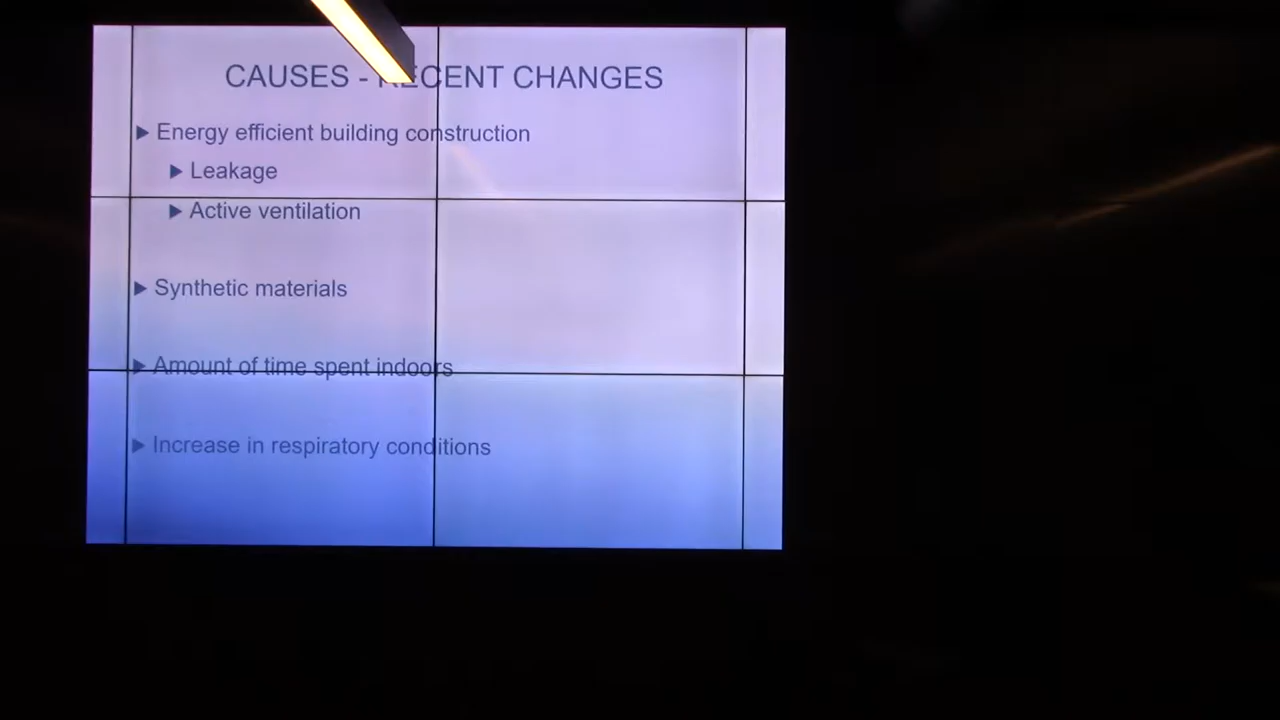 CAUSES - RECENT CHANGES
Energy efficient building construction
Leakage
Active ventilation
Synthetic materials
Amount of time spent indoors
Increase in respiratory conditions